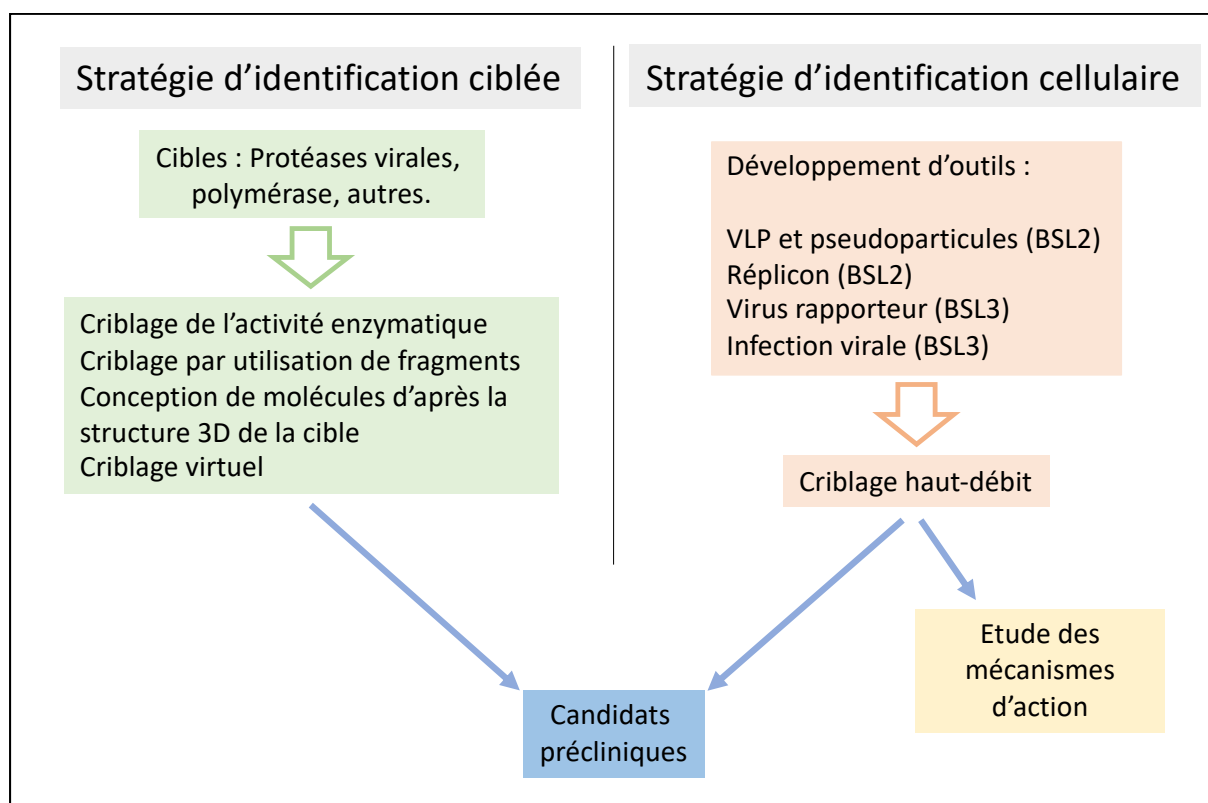 Stratégie d'identification ciblée
Cibles : Protéases virales,
polymérase, autres.
Criblage de l'activité enzymatique
Criblage par utilisation de fragments
Conception de molécules d'après la
structure 3D de la cible
Criblage virtuel
Stratégie d'identification cellulaire
Développement d'outils :
VLP et pseudoparticules (BSL2)
Réplicon (BSL2)
Virus rapporteur (BSL3)
Infection virale (BSL3)
Criblage haut-débit
Etude des
mécanismes
d'action
Candidats
précliniques